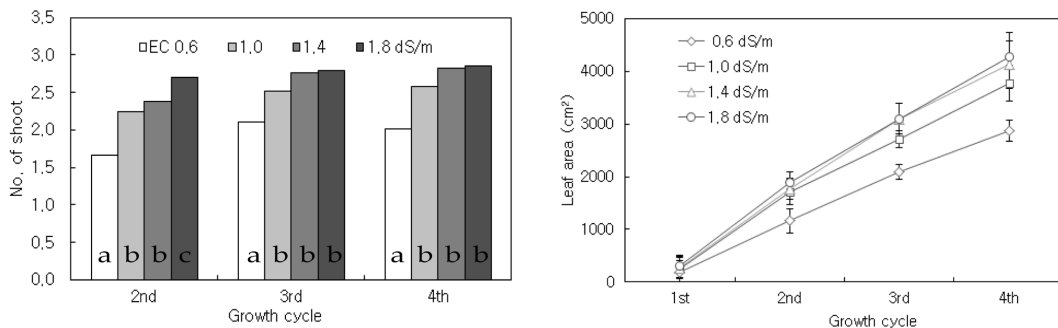 3,5
3,0
2,5
2,0
1,5
1,0
0,5
0,0
No. of shoot
EC 0,6 1,0 1,4 1,8 dS/m
a b b c a b b b a b b b
2nd 3rd 4th
Growth cycle
5000
4000
3000
2000
1000
0
Leaf area (cm²)
0,6 dS/m
1,0 dS/m
1,4 dS/m
1,8 dS/m
1st 2nd 3rd 4th
Growth cycle